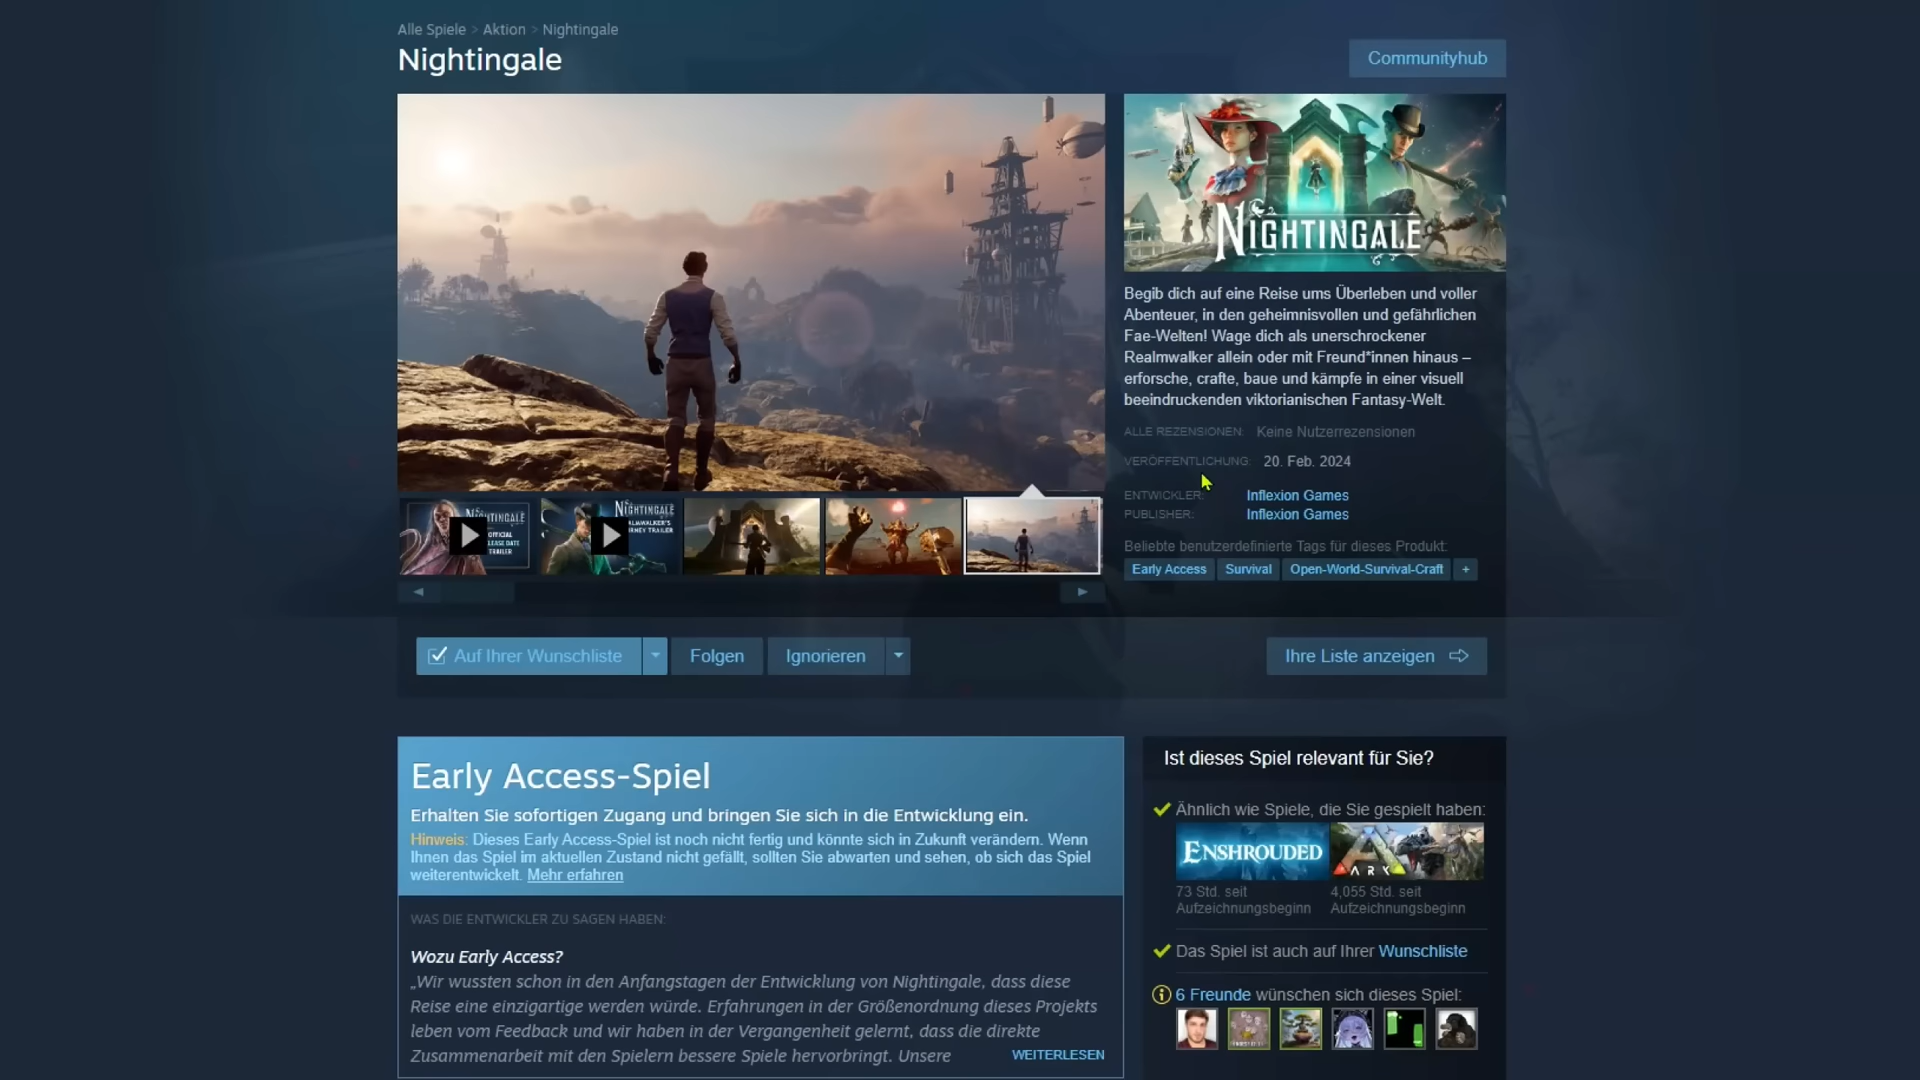 Alle Spiele > Aktion > Nightingale
Nightingale
Communityhub
NIGHTINGALE
Begib dich auf eine Reise ums Überleben und voller
Abenteuer, in den geheimnisvollen und gefährlichen
Fae-Welten! Wage dich als unerschrockener
Realmwalker allein oder mit Freund*innen hinaus –
erforsche, crafte, baue und kämpfe in einer visuell
beeindruckenden viktorianischen Fantasy-Welt.
ALLE REZENSIONEN: Keine Nutzerrezensionen
VERÖFFENTLICHUNG: 20. Feb. 2024
ENTWICKLER: Inflexion Games
PUBLISHER: Inflexion Games
Beliebte benutzerdefinierte Tags für dieses Produkt:
Early Access Survival Open-World-Survival-Craft +
NIGHTINGALE
TRAILER
NIGHTINGALE
TRAILER
Auf Ihrer Wunschliste Folgen Ignorieren Ihre Liste anzeigen
Early Access-Spiel
Erhalten Sie sofortigen Zugang und bringen Sie sich in die Entwicklung ein.
Hinweis: Dieses Early Access-Spiel ist noch nicht fertig und könnte sich in Zukunft verändern. Wenn
Ihnen das Spiel im aktuellen Zustand nicht gefällt, sollten Sie abwarten und sehen, ob sich das Spiel
weiterentwickelt. Mehr erfahren
WAS DIE ENTWICKLER ZU SAGEN HABEN:
Wozu Early Access?
„Wir wussten schon in den Anfangstagen der Entwicklung von Nightingale, dass diese
Reise eine einzigartige werden würde. Erfahrungen in der Größenordnung dieses Projekts
leben vom Feedback und wir haben in der Vergangenheit gelernt, dass die direkte
Zusammenarbeit mit den Spielern bessere Spiele hervorbringt. Unsere
WEITERLESEN
Ist dieses Spiel relevant für Sie?
Ähnlich wie Spiele, die Sie gespielt haben:
ENSHROUDED
ARK
73 Std. seit
Aufzeichnungsbeginn
4,055 Std. seit
Aufzeichnungsbeginn
Das Spiel ist auch auf Ihrer Wunschliste
6 Freunde wünschen sich dieses Spiel: